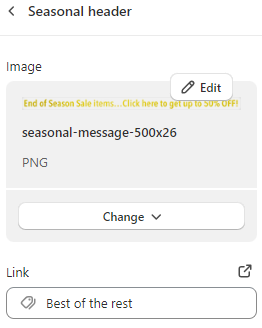 Seasonal header
Image
Edit
End of Season Sale items...Click here to get up to 50% OFF!
seasonal-message-500x26
PNG
Change
Link
Best of the rest